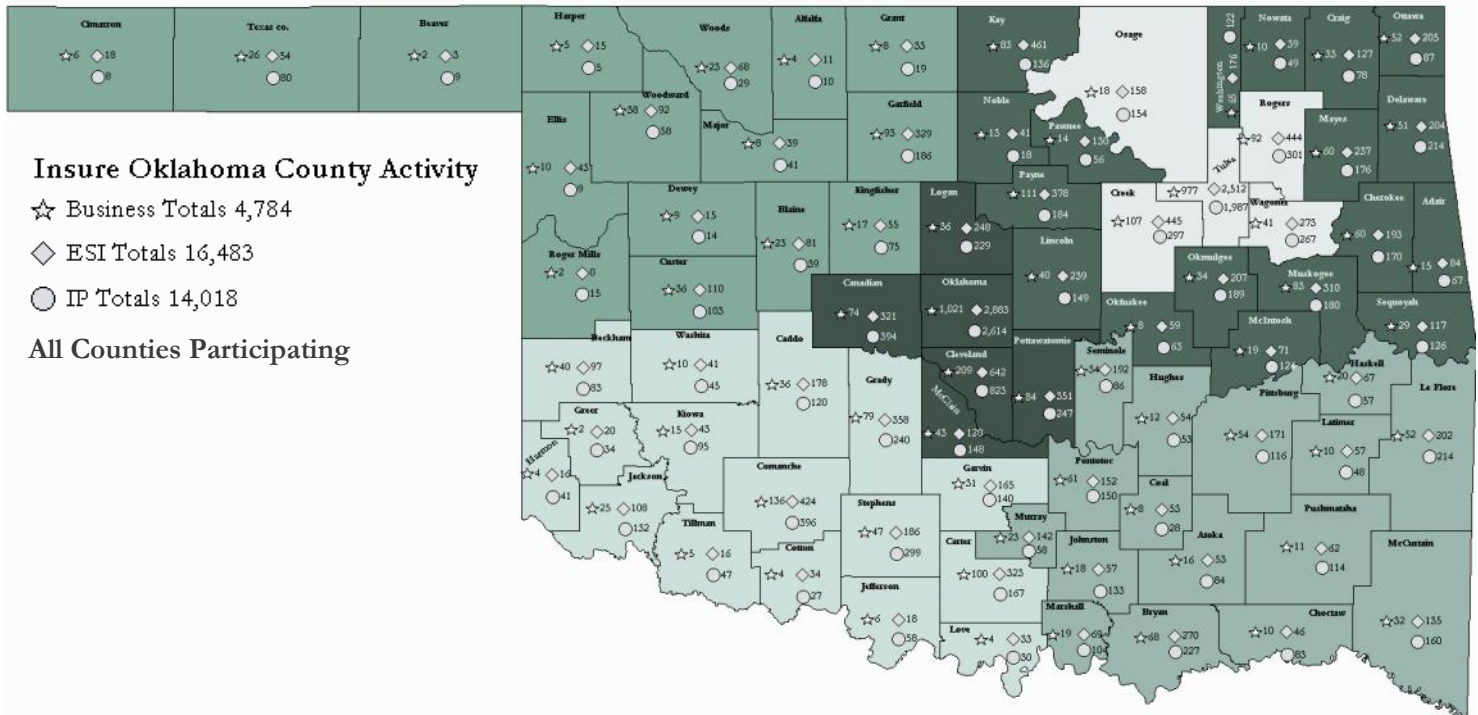 Cimarron
6 18
8
Texas co.
26 54
80
Beaver
2 3
9
Harper
5 15
5
Woods
23 68
29
Alfalfa
4 11
10
Grant
8 33
19
Kay
83 461
136
Osage
18 158
154
Washington
65 176
122
Nowata
10 39
49
Craig
33 127
78
Ottawa
52 205
87
Ellis
10 43
9
Woodward
38 92
58
Major
8 39
41
Garfield
93 329
186
Noble
13 41
18
Pawnee
14 130
56
Rogers
92 444
301
Mayes
60 237
176
Delaware
51 204
214
Insure Oklahoma County Activity
Business Totals 4,784
ESI Totals 16,483
IP Totals 14,018
All Counties Participating
Roger Mills
2 0
15
Dewey
9 15
14
Custer
36 110
103
Blaine
23 81
39
Kingfisher
17 55
75
Logan
36 248
229
Payne
111 378
184
Creek
107 445
297
Tulsa
977 2,512
1,987
Wagoner
41 273
267
Cherokee
60 193
170
Adair
15 84
67
Canadian
74 321
394
Oklahoma
1,021 2,883
2,614
Lincoln
40 239
149
Okmulgee
34 207
189
Okfuskee
8 59
63
Muskogee
83 310
180
McIntosh
19 71
124
Sequoyah
29 117
126
Beckham
40 97
83
Washita
10 41
45
Caddo
36 178
120
Grady
79 358
240
Cleveland
209 642
823
McClain
43 120
148
Pottawatomie
84 351
247
Seminole
34 192
86
Hughes
12 54
53
Pittsburg
54 171
116
Haskell
20 67
57
Latimer
10 57
48
Le Flore
52 202
214
Greer
2 20
34
Harmon
4 16
41
Kiowa
15 43
95
Jackson
25 108
132
Comanche
136 424
396
Tillman
5 16
47
Cotton
4 34
27
Stephens
47 186
299
Jefferson
6 18
58
Garvin
31 165
140
Murray
23 142
58
Carter
100 323
167
Love
4 33
30
Pontotoc
61 152
150
Coal
8 53
28
Johnston
18 57
133
Atoka
16 53
84
Pushmataha
11 62
114
McCurtain
32 135
160
Marshall
19 69
104
Bryan
68 270
227
Choctaw
10 46
83